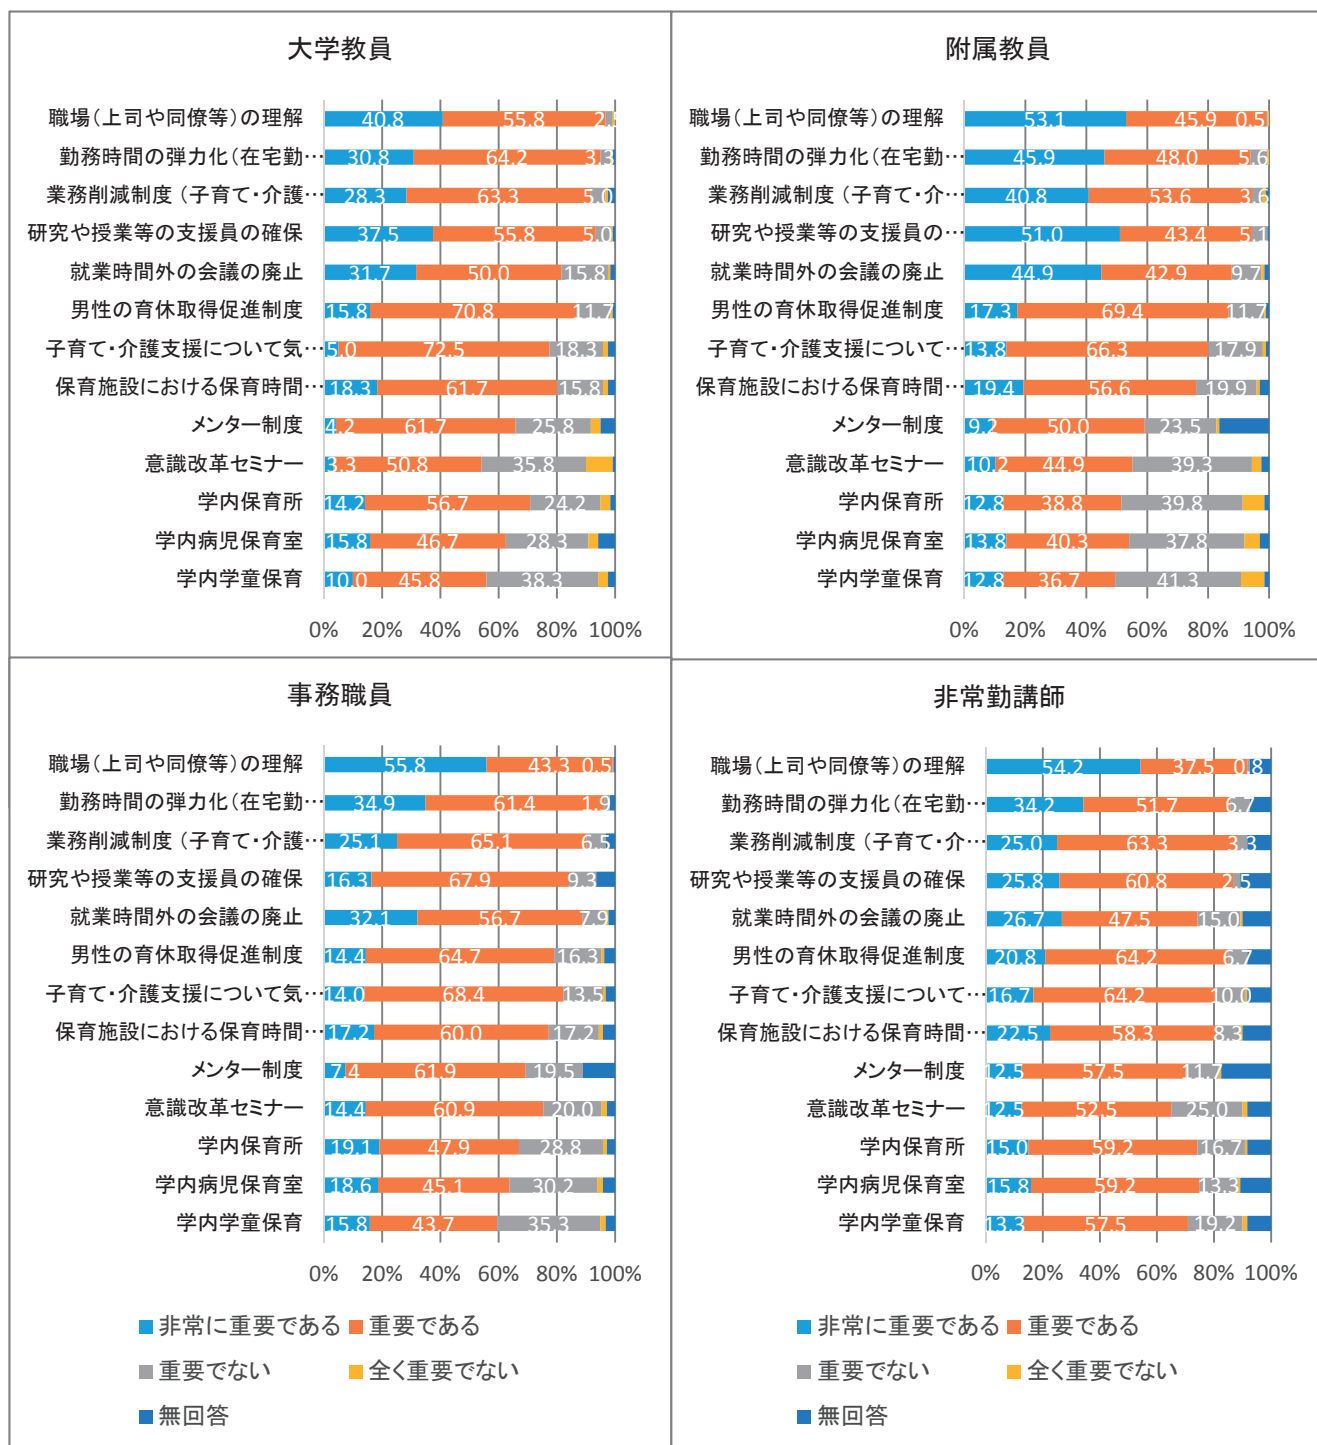 大学教員
職場(上司や同僚等)の理解 40.8 55.8 2.
勤務時間の弾力化(在宅勤… 30.8 64.2 3.3
業務削減制度(子育て・介護… 28.3 63.3 5.0
研究や授業等の支援員の確保 37.5 55.8 5.0
就業時間外の会議の廃止 31.7 50.0 15.8
男性の育休取得促進制度 15.8 70.8 11.7
子育て・介護支援について気… 5.0 72.5 18.3
保育施設における保育時間… 18.3 61.7 15.8
メンター制度 4.2 61.7 25.8
意識改革セミナー 3.3 50.8 35.8
学内保育所 14.2 56.7 24.2
学内病児保育室 15.8 46.7 28.3
学内学童保育 10.0 45.8 38.3
0% 20% 40% 60% 80% 100%
附属教員
職場(上司や同僚等)の理解 53.1 45.9 0.5
勤務時間の弾力化(在宅勤… 45.9 48.0 5.6
業務削減制度(子育て・介… 40.8 53.6 3.6
研究や授業等の支援員の… 51.0 43.4 5.1
就業時間外の会議の廃止 44.9 42.9 9.7
男性の育休取得促進制度 17.3 69.4 11.7
子育て・介護支援について… 13.8 66.3 17.9
保育施設における保育時間… 19.4 56.6 19.9
メンター制度 9.2 50.0 23.5
意識改革セミナー 10.2 44.9 39.3
学内保育所 12.8 38.8 39.8
学内病児保育室 13.8 40.3 37.8
学内学童保育 12.8 36.7 41.3
0% 20% 40% 60% 80% 100%
事務職員
職場(上司や同僚等)の理解 55.8 43.3 0.5
勤務時間の弾力化(在宅勤… 34.9 61.4 1.9
業務削減制度(子育て・介護… 25.1 65.1 6.5
研究や授業等の支援員の確保 16.3 67.9 9.3
就業時間外の会議の廃止 32.1 56.7 7.9
男性の育休取得促進制度 14.4 64.7 16.3
子育て・介護支援について気… 14.0 68.4 13.5
保育施設における保育時間… 17.2 60.0 17.2
メンター制度 7.4 61.9 19.5
意識改革セミナー 14.4 60.9 20.0
学内保育所 19.1 47.9 28.8
学内病児保育室 18.6 45.1 30.2
学内学童保育 15.8 43.7 35.3
0% 20% 40% 60% 80% 100%
■非常に重要である ■重要である
■重要でない ■全く重要でない
■無回答
非常勤講師
職場(上司や同僚等)の理解 54.2 37.5 0.8
勤務時間の弾力化(在宅勤… 34.2 51.7 6.7
業務削減制度(子育て・介… 25.0 63.3 3.3
研究や授業等の支援員の確保 25.8 60.8 2.5
就業時間外の会議の廃止 26.7 47.5 15.0
男性の育休取得促進制度 20.8 64.2 6.7
子育て・介護支援について… 16.7 64.2 10.0
保育施設における保育時間… 22.5 58.3 8.3
メンター制度 12.5 57.5 11.7
意識改革セミナー 12.5 52.5 25.0
学内保育所 15.0 59.2 16.7
学内病児保育室 15.8 59.2 13.3
学内学童保育 13.3 57.5 19.2
0% 20% 40% 60% 80% 100%
■非常に重要である ■重要である
■重要でない ■全く重要でない
■無回答